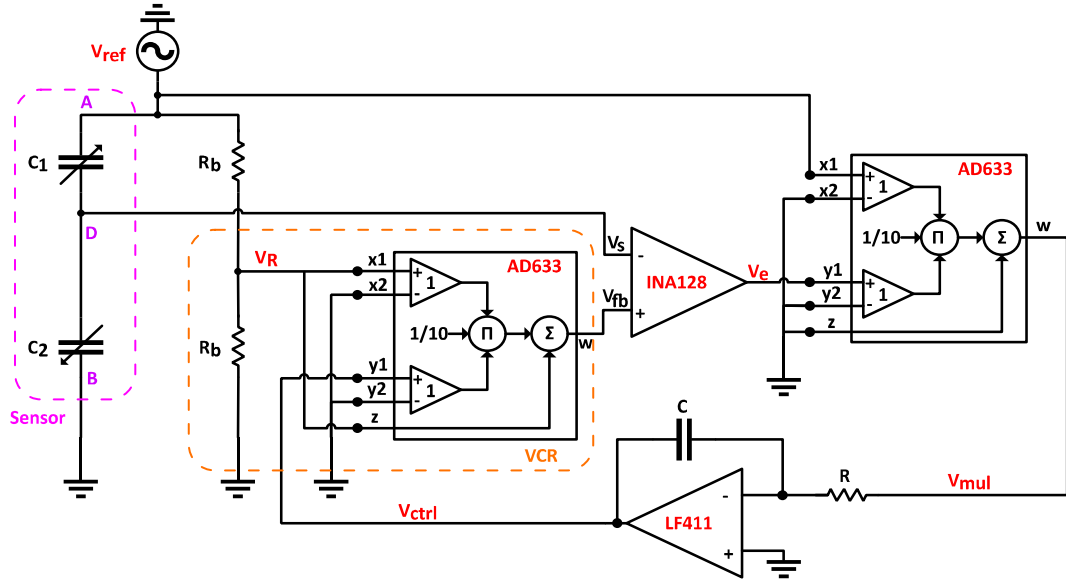 Vref
A
C1
Rb
x1
AD633
x2
1
D
1/10
Π
Σ
w
Vs
-
VR
x1
AD633
x2
1
INA128
Ve
y1
y2
1
z
Vfb
+
1/10
Π
Σ
w
C2
Rb
B
y1
y2
1
z
Sensor
VCR
C
R
Vmul
Vctrl
LF411
-
+